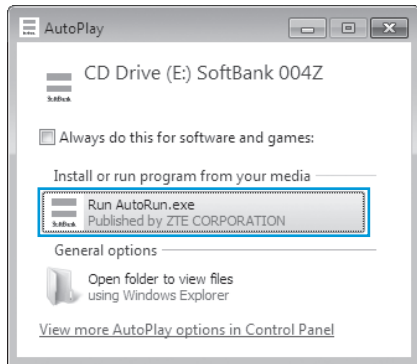 AutoPlay
CD Drive (E:) SoftBank 004Z
SoftBank
Always do this for software and games:
Install or run program from your media
Run AutoRun.exe
SoftBank
Published by ZTE CORPORATION
General options
Open folder to view files
using Windows Explorer
View more AutoPlay options in Control Panel